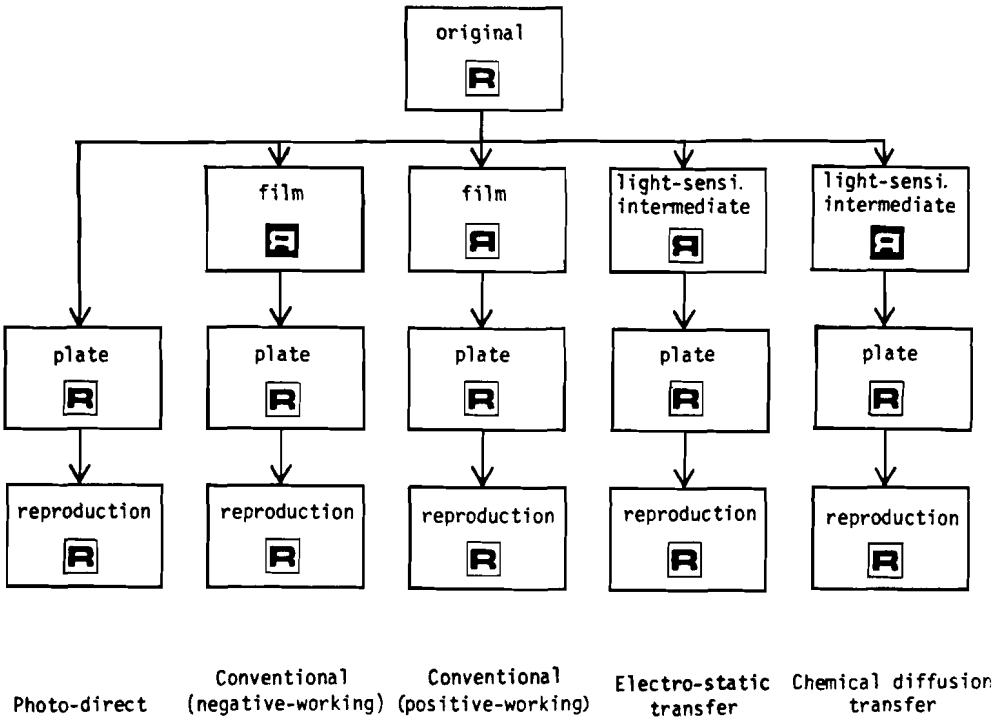 original
R
film
film
light-sensi.
intermediate
light-sensi.
intermediate
R
R
R
R
plate
plate
plate
plate
plate
R
R
R
R
R
reproduction
reproduction
reproduction
reproduction
reproduction
R
R
R
R
R
Photo-direct
Conventional
(negative-working)
Conventional
(positive-working)
Electro-static
transfer
Chemical diffusion
transfer